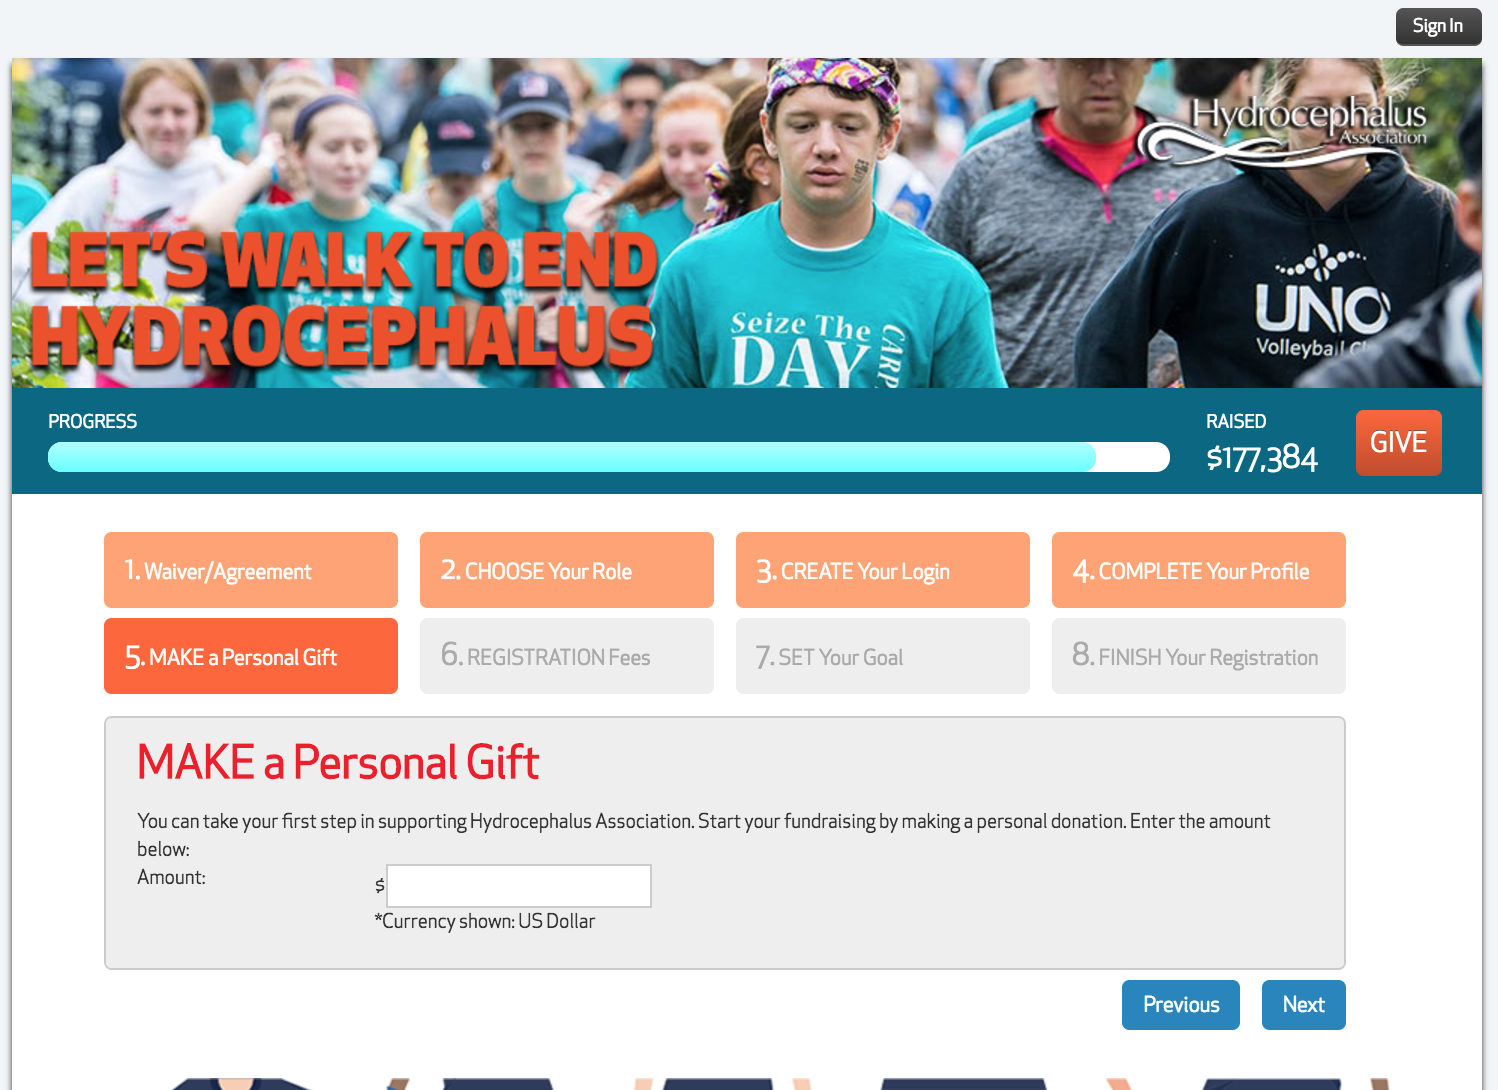 Sign In
Hydrocephalus
Association
LET'S WALK TO END
HYDROCEPHALUS
Seize The
DAY
CARP
UNO
Volleyball
PROGRESS
RAISED
$177,384
GIVE
1. Waiver/Agreement
2. CHOOSE Your Role
3. CREATE Your Login
4. COMPLETE Your Profile
5. MAKE a Personal Gift
6. REGISTRATION Fees
7. SET Your Goal
8. FINISH Your Registration
MAKE a Personal Gift
You can take your first step in supporting Hydrocephalus Association. Start your fundraising by making a personal donation. Enter the amount
below:
Amount:
$
*Currency shown: US Dollar
Previous
Next